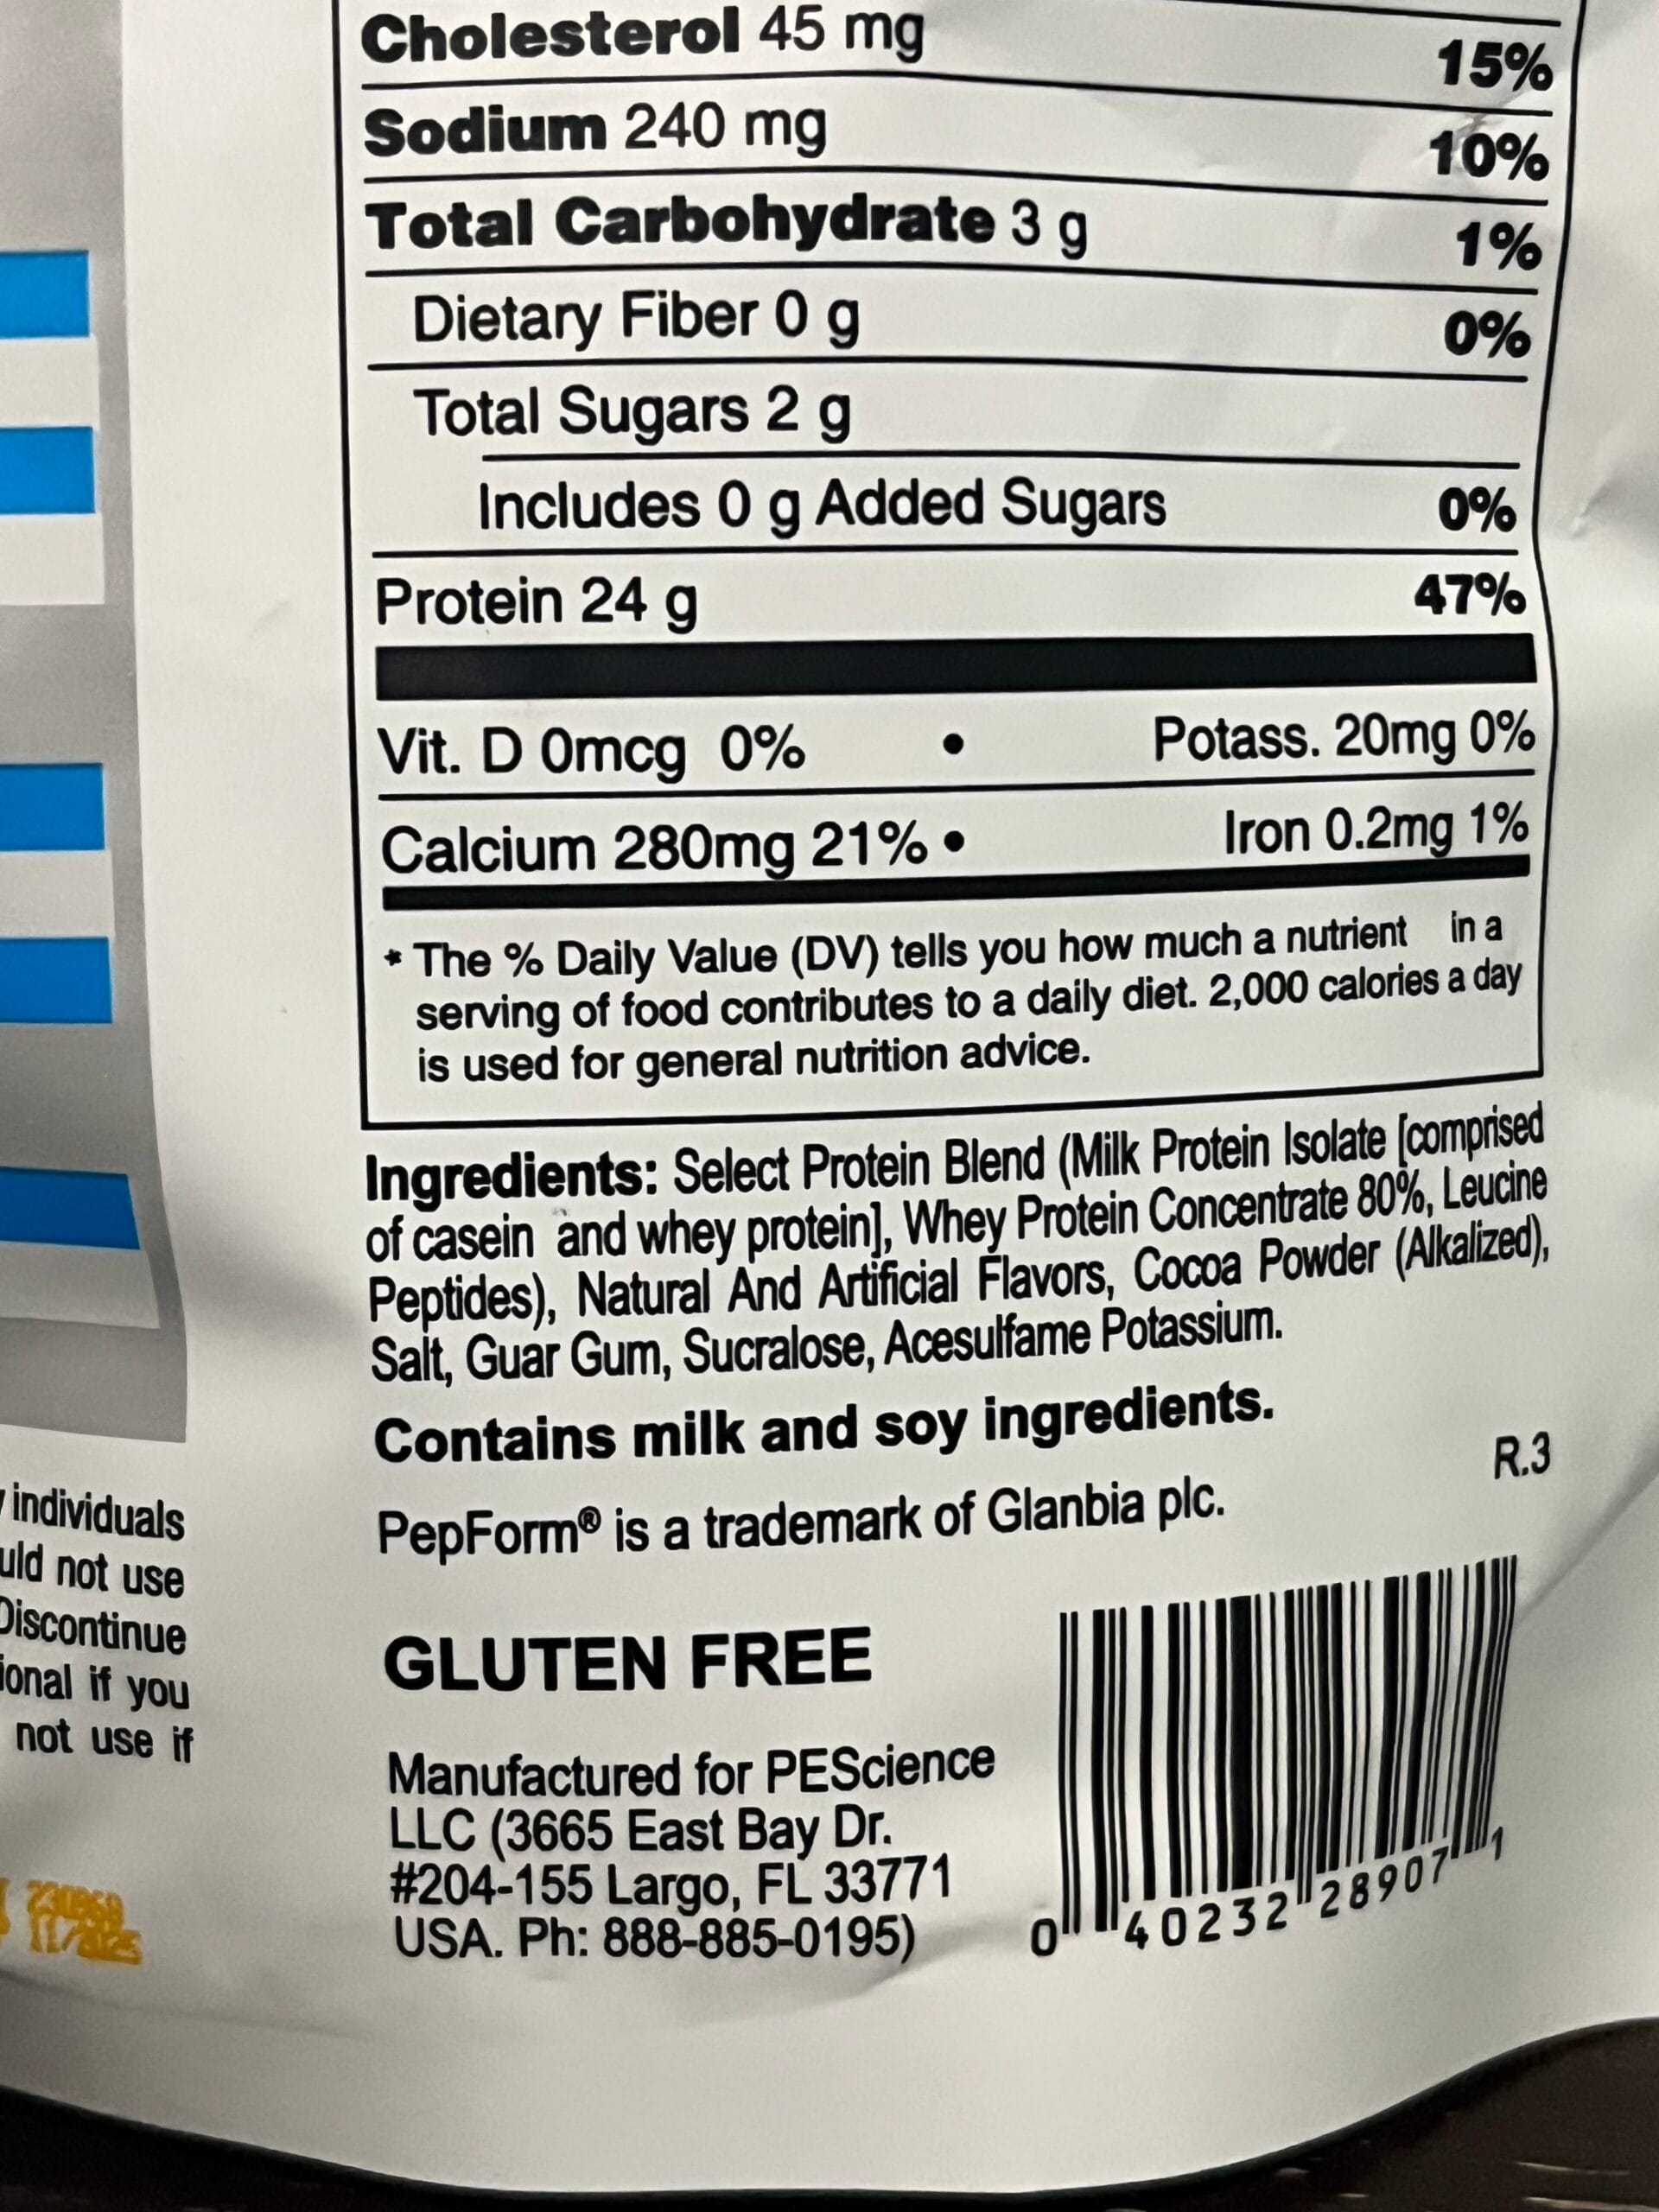 Cholesterol 45 mg 15%
Sodium 240 mg 10%
Total Carbohydrate 3 g 1%
Dietary Fiber 0 g 0%
Total Sugars 2 g
Includes 0 g Added Sugars 0%
Protein 24 g 47%
Vit. D 0mcg 0% • Potass. 20mg 0%
Calcium 280mg 21% • Iron 0.2mg 1%
* The % Daily Value (DV) tells you how much a nutrient in a
serving of food contributes to a daily diet. 2,000 calories a day
is used for general nutrition advice.
Ingredients: Select Protein Blend (Milk Protein Isolate [comprised
of casein and whey protein], Whey Protein Concentrate 80%, Leucine
Peptides), Natural And Artificial Flavors, Cocoa Powder (Alkalized),
Salt, Guar Gum, Sucralose, Acesulfame Potassium.
Contains milk and soy ingredients.
R.3
PepForm® is a trademark of Glanbia plc.
GLUTEN FREE
Manufactured for PEScience
LLC (3665 East Bay Dr.
#204-155 Largo, FL 33771
USA. Ph: 888-885-0195)
0 40232 28907 1
individuals
not use
Discontinue
if you
not use if